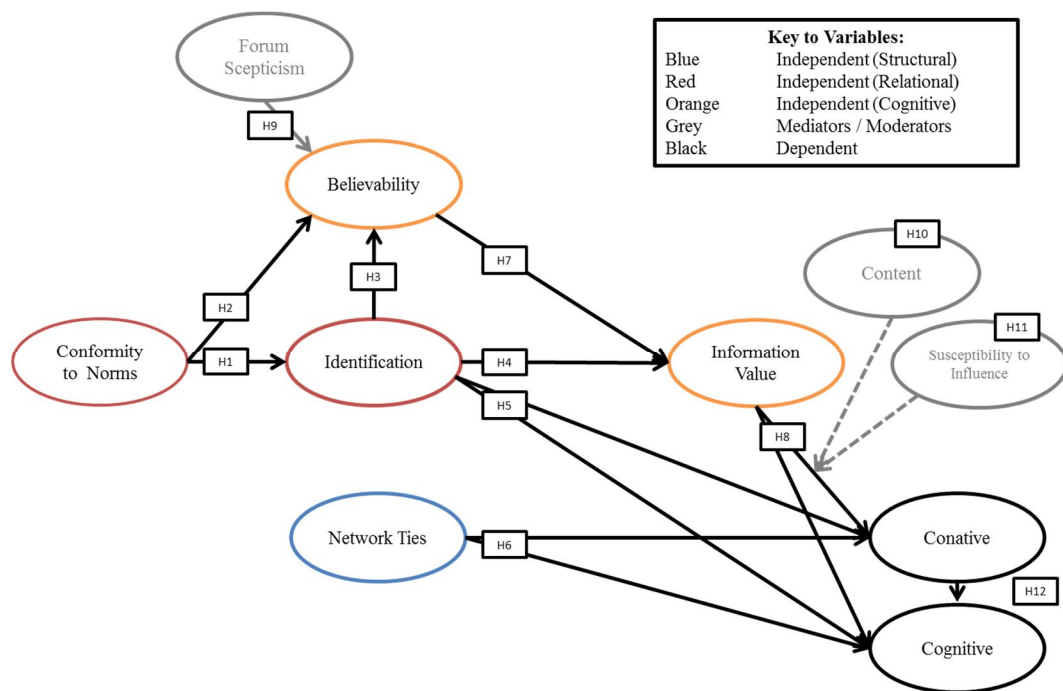 Forum
Scepticism
Key to Variables:
Blue Independent (Structural)
Red Independent (Relational)
Orange Independent (Cognitive)
Grey Mediators / Moderators
Black Dependent
H9
Believability
H10
Content
H7
H3
H2
H11
Susceptibility to
Influence
Conformity
to Norms
H1
Identification
H4
Information
Value
H5
H8
Network Ties
H6
Conative
H12
Cognitive